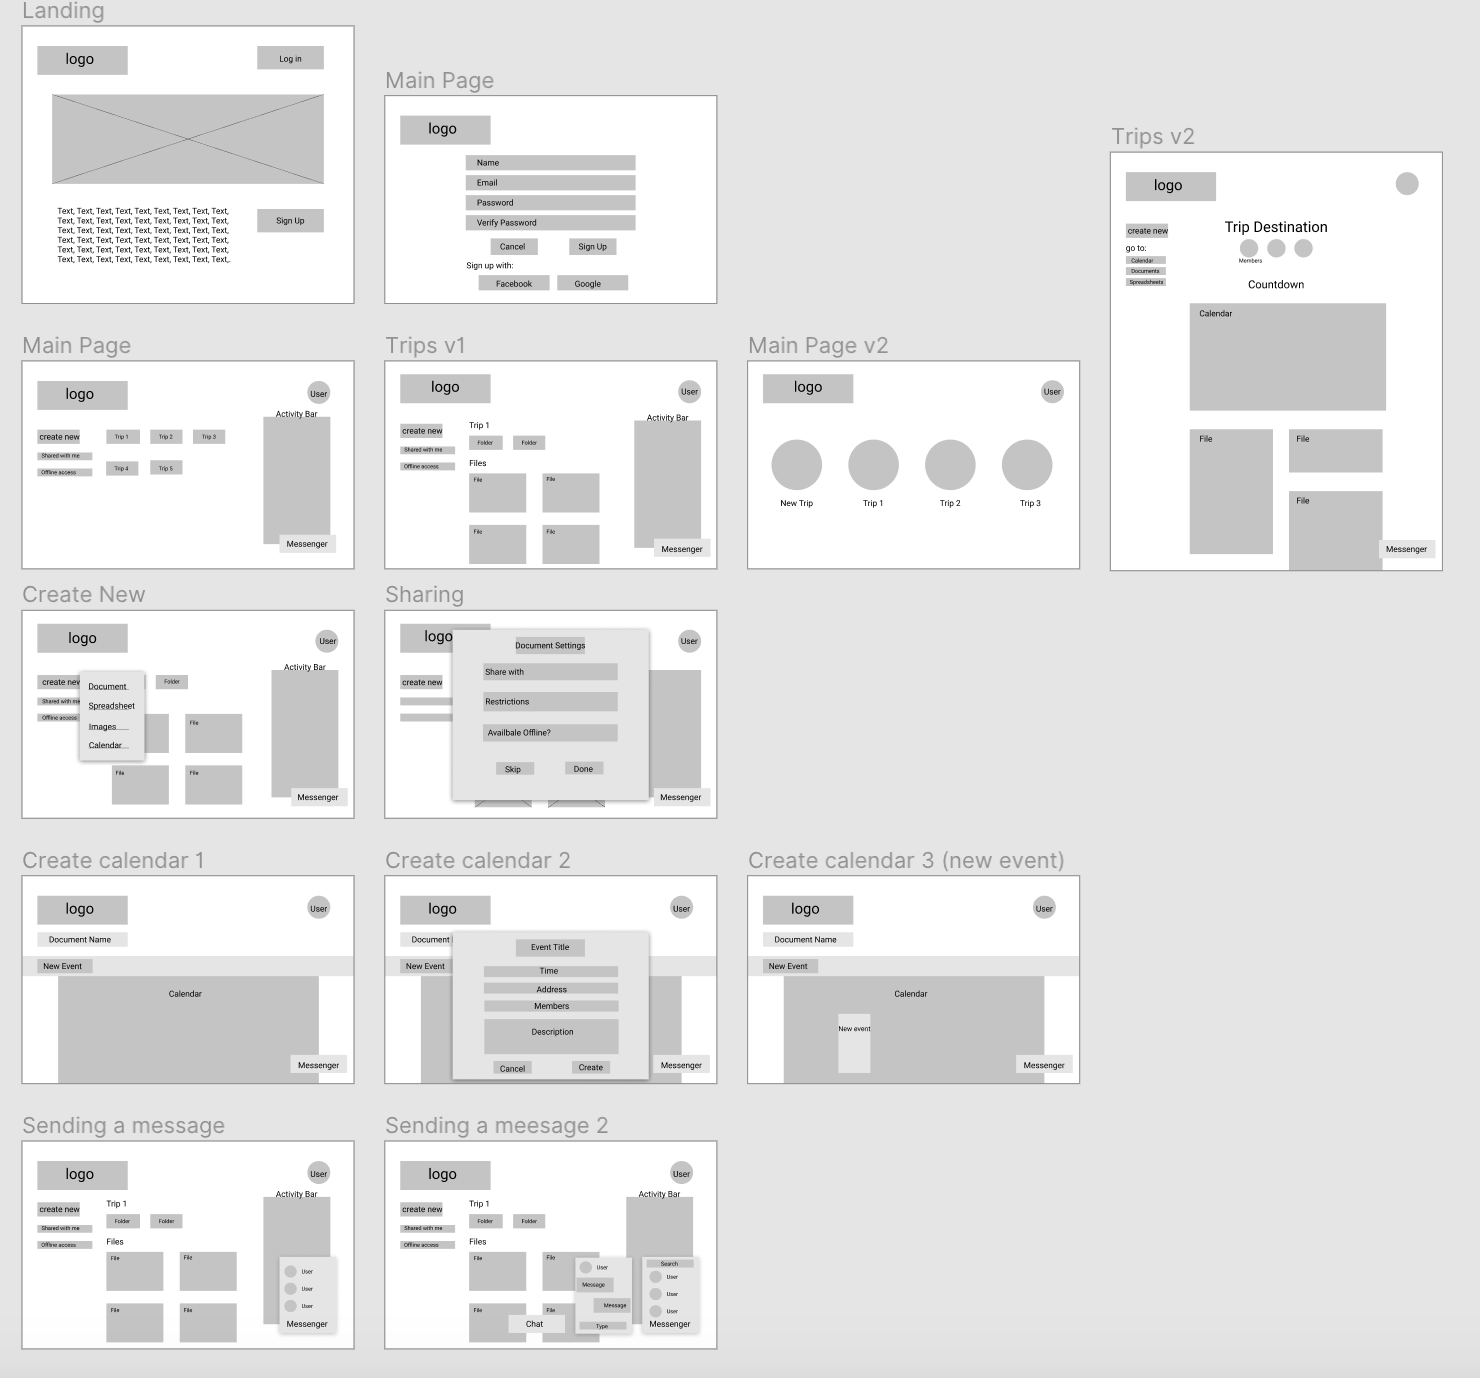 Landing
logo
Log in
Text, Text, Text, Text, Text, Text, Text, Text, Text,
Text, Text, Text, Text, Text, Text, Text, Text, Text,
Text, Text, Text, Text, Text, Text, Text, Text, Text,
Text, Text, Text, Text, Text, Text, Text, Text, Text,
Text, Text, Text, Text, Text, Text, Text, Text, Text,
Text, Text, Text, Text, Text, Text, Text, Text, Text,.
Sign Up
Main Page
logo
Name
Email
Password
Verify Password
Cancel
Sign Up
Sign up with:
Facebook
Google
Trips v2
logo
create new
go to:
Calendar
Documents
Spreadsheets
Trip Destination
Members
Countdown
Calendar
File
File
File
Messenger
Main Page
logo
User
create new
Shared with me
Offline access
Trip 1
Trip 2
Trip 3
Trip 4
Trip 5
Activity Bar
Messenger
Trips v1
logo
User
create new
Shared with me
Offline access
Trip 1
Folder
Folder
Files
File
File
File
File
Activity Bar
Messenger
Main Page v2
logo
User
New Trip
Trip 1
Trip 2
Trip 3
Create New
logo
User
create new
Shared with me
Offline access
Document
Spreadsheet
Images
Calendar
Folder
File
File
File
Activity Bar
Messenger
Sharing
logo
User
create new
Document Settings
Share with
Restrictions
Availbale Offline?
Skip
Done
Messenger
Create calendar 1
logo
User
Document Name
New Event
Calendar
Messenger
Create calendar 2
logo
User
Document
New Event
Event Title
Time
Address
Members
Description
Cancel
Create
Messenger
Create calendar 3 (new event)
logo
User
Document Name
New Event
Calendar
New event
Messenger
Sending a message
logo
User
create new
Shared with me
Offline access
Trip 1
Folder
Folder
Files
File
File
File
File
Activity Bar
User
User
User
Messenger
Sending a meesage 2
logo
User
create new
Shared with me
Offline access
Trip 1
Folder
Folder
Files
File
File
File
File
Activity Bar
Chat
User
Message
Message
Type
Search
User
User
User
Messenger